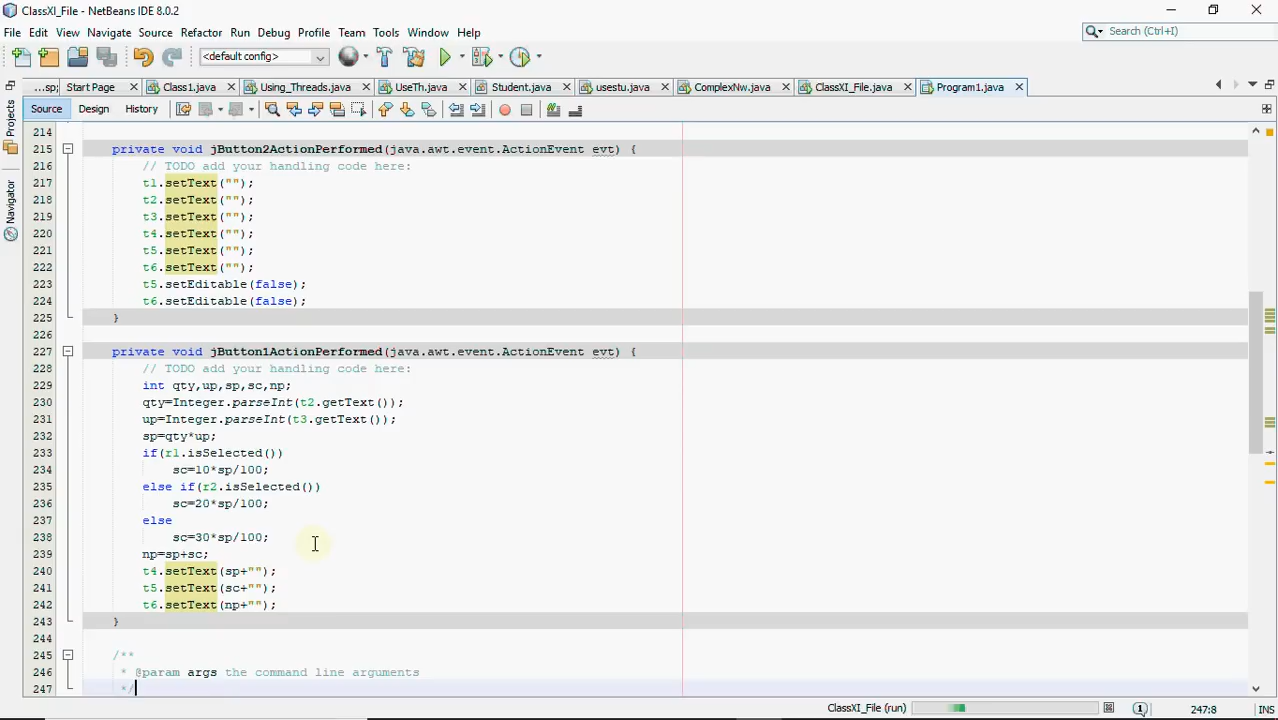 ClassXI_File - NetBeans IDE 8.0.2
File Edit View Navigate Source Refactor Run Debug Profile Team Tools Window Help
Search (Ctrl+I)
<default config>
...sp; Start Page Class1.java Using_Threads.java UseTh.java Student.java usestu.java ComplexNw.java ClassXI_File.java Program1.java
Source Design History
Projects
Navigator
214
215 private void jButton2ActionPerformed(java.awt.event.ActionEvent evt) {
216 // TODO add your handling code here:
217 t1.setText("");
218 t2.setText("");
219 t3.setText("");
220 t4.setText("");
221 t5.setText("");
222 t6.setText("");
223 t5.setEditable(false);
224 t6.setEditable(false);
225 }
226
227 private void jButton1ActionPerformed(java.awt.event.ActionEvent evt) {
228 // TODO add your handling code here:
229 int qty,up,sp,sc,np;
230 qty=Integer.parseInt(t2.getText());
231 up=Integer.parseInt(t3.getText());
232 sp=qty*up;
233 if(r1.isSelected())
234 sc=10*sp/100;
235 else if(r2.isSelected())
236 sc=20*sp/100;
237 else
238 sc=30*sp/100;
239 np=sp+sc;
240 t4.setText(sp+"");
241 t5.setText(sc+"");
242 t6.setText(np+"");
243 }
244
245 /**
246 * @param args the command line arguments
247 */
ClassXI_File (run) 1 247:8 INS